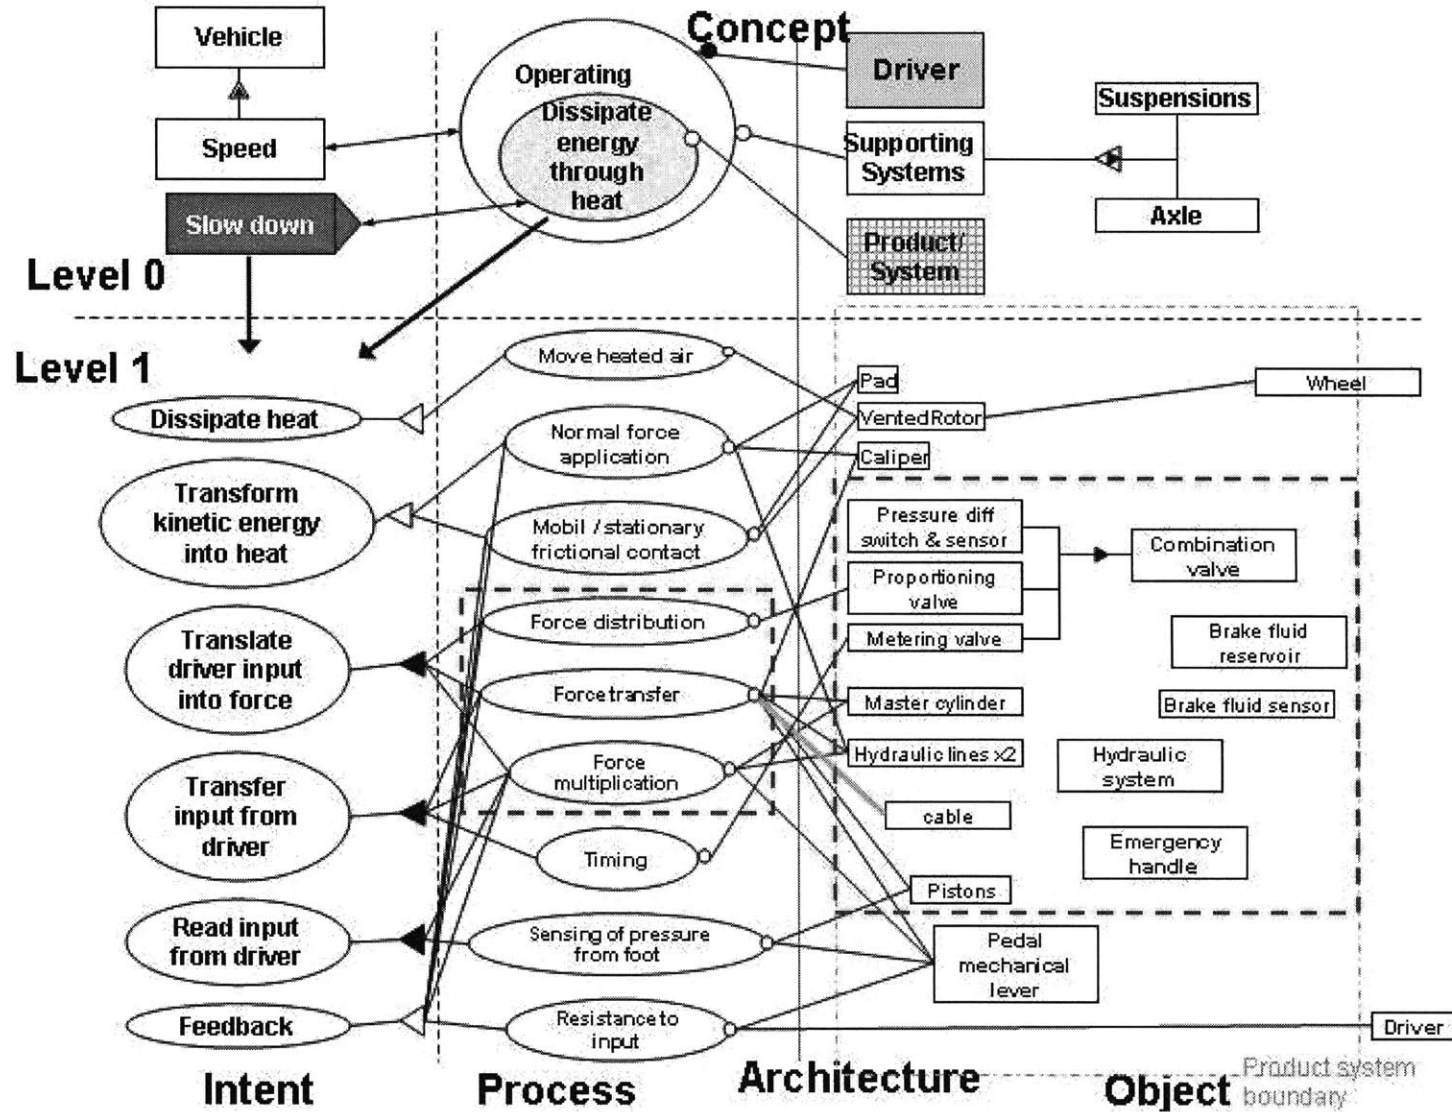 Concept
Vehicle
Operating
Driver
Suspensions
Speed
Dissipate
energy
through
heat
Supporting
Systems
Axle
Slow down
Product/
System
Level 0
Level 1
Move heated air
Pad
Wheel
Dissipate heat
Vented Rotor
Normal force
application
Caliper
Transform
kinetic energy
into heat
Mobil / stationary
frictional contact
Pressure diff
switch & sensor
Combination
valve
Proportioning
valve
Force distribution
Metering valve
Brake fluid
reservoir
Translate
driver input
into force
Force transfer
Master cylinder
Brake fluid sensor
Hydraulic lines x2
Hydraulic
system
Force
multiplication
Transfer
input from
driver
cable
Emergency
handle
Timing
Pistons
Read input
from driver
Sensing of pressure
from foot
Pedal
mechanical
lever
Feedback
Resistance to
input
Driver
Intent
Process
Architecture
Object
Product system
boundary